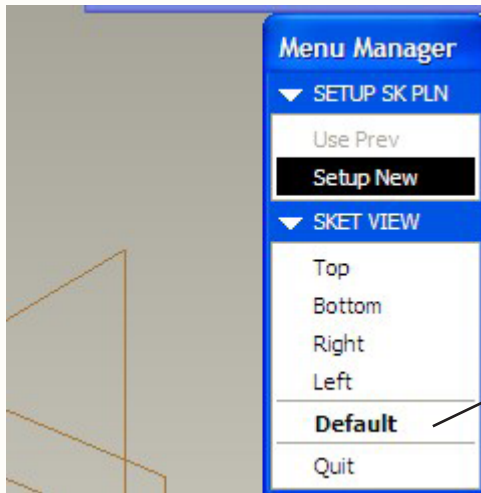 Menu Manager
SETUP SK PLN
Use Prev
Setup New
SKET VIEW
Top
Bottom
Right
Left
Default
Quit